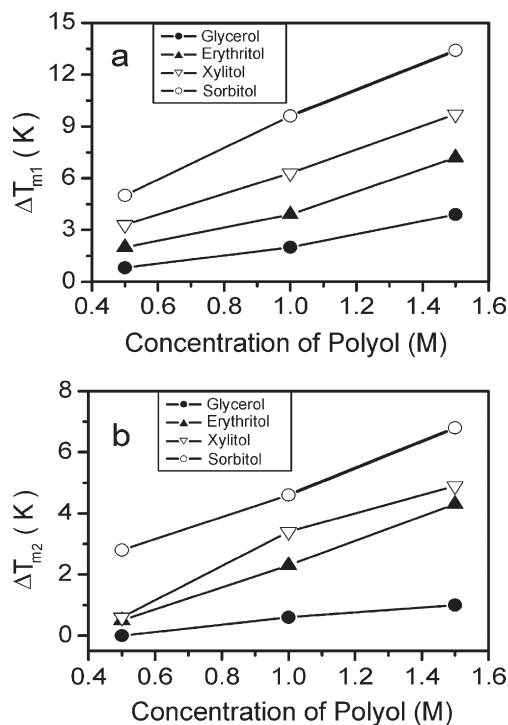 15
12
9
6
3
0
ΔTm1 ( K )
a
Glycerol
Erythritol
Xylitol
Sorbitol
0.4 0.6 0.8 1.0 1.2 1.4 1.6
Concentration of Polyol (M)
8
6
4
2
0
ΔTm2 ( K )
b
Glycerol
Erythritol
Xylitol
Sorbitol
0.4 0.6 0.8 1.0 1.2 1.4 1.6
Concentration of Polyol (M)